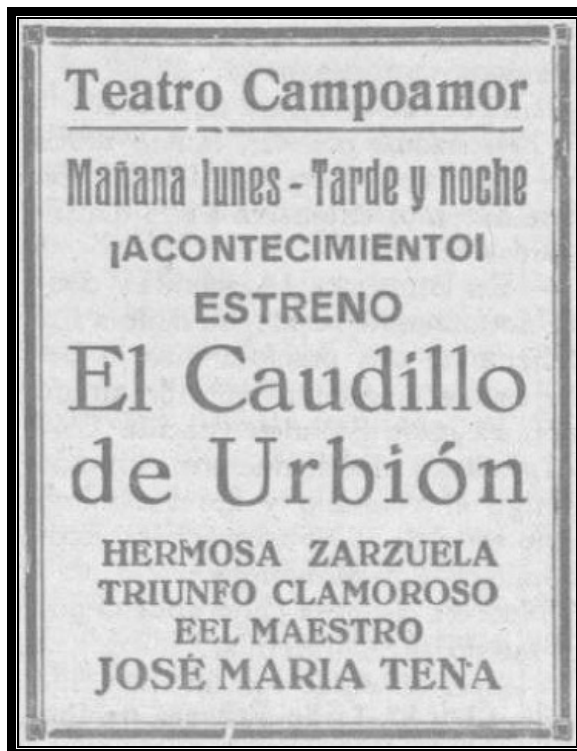 Teatro Campoamor
Mañana lunes - Tarde y noche
¡ACONTECIMIENTO!
ESTRENO
El Caudillo
de Urbión
HERMOSA ZARZUELA
TRIUNFO CLAMOROSO
EEL MAESTRO
JOSÉ MARIA TENA